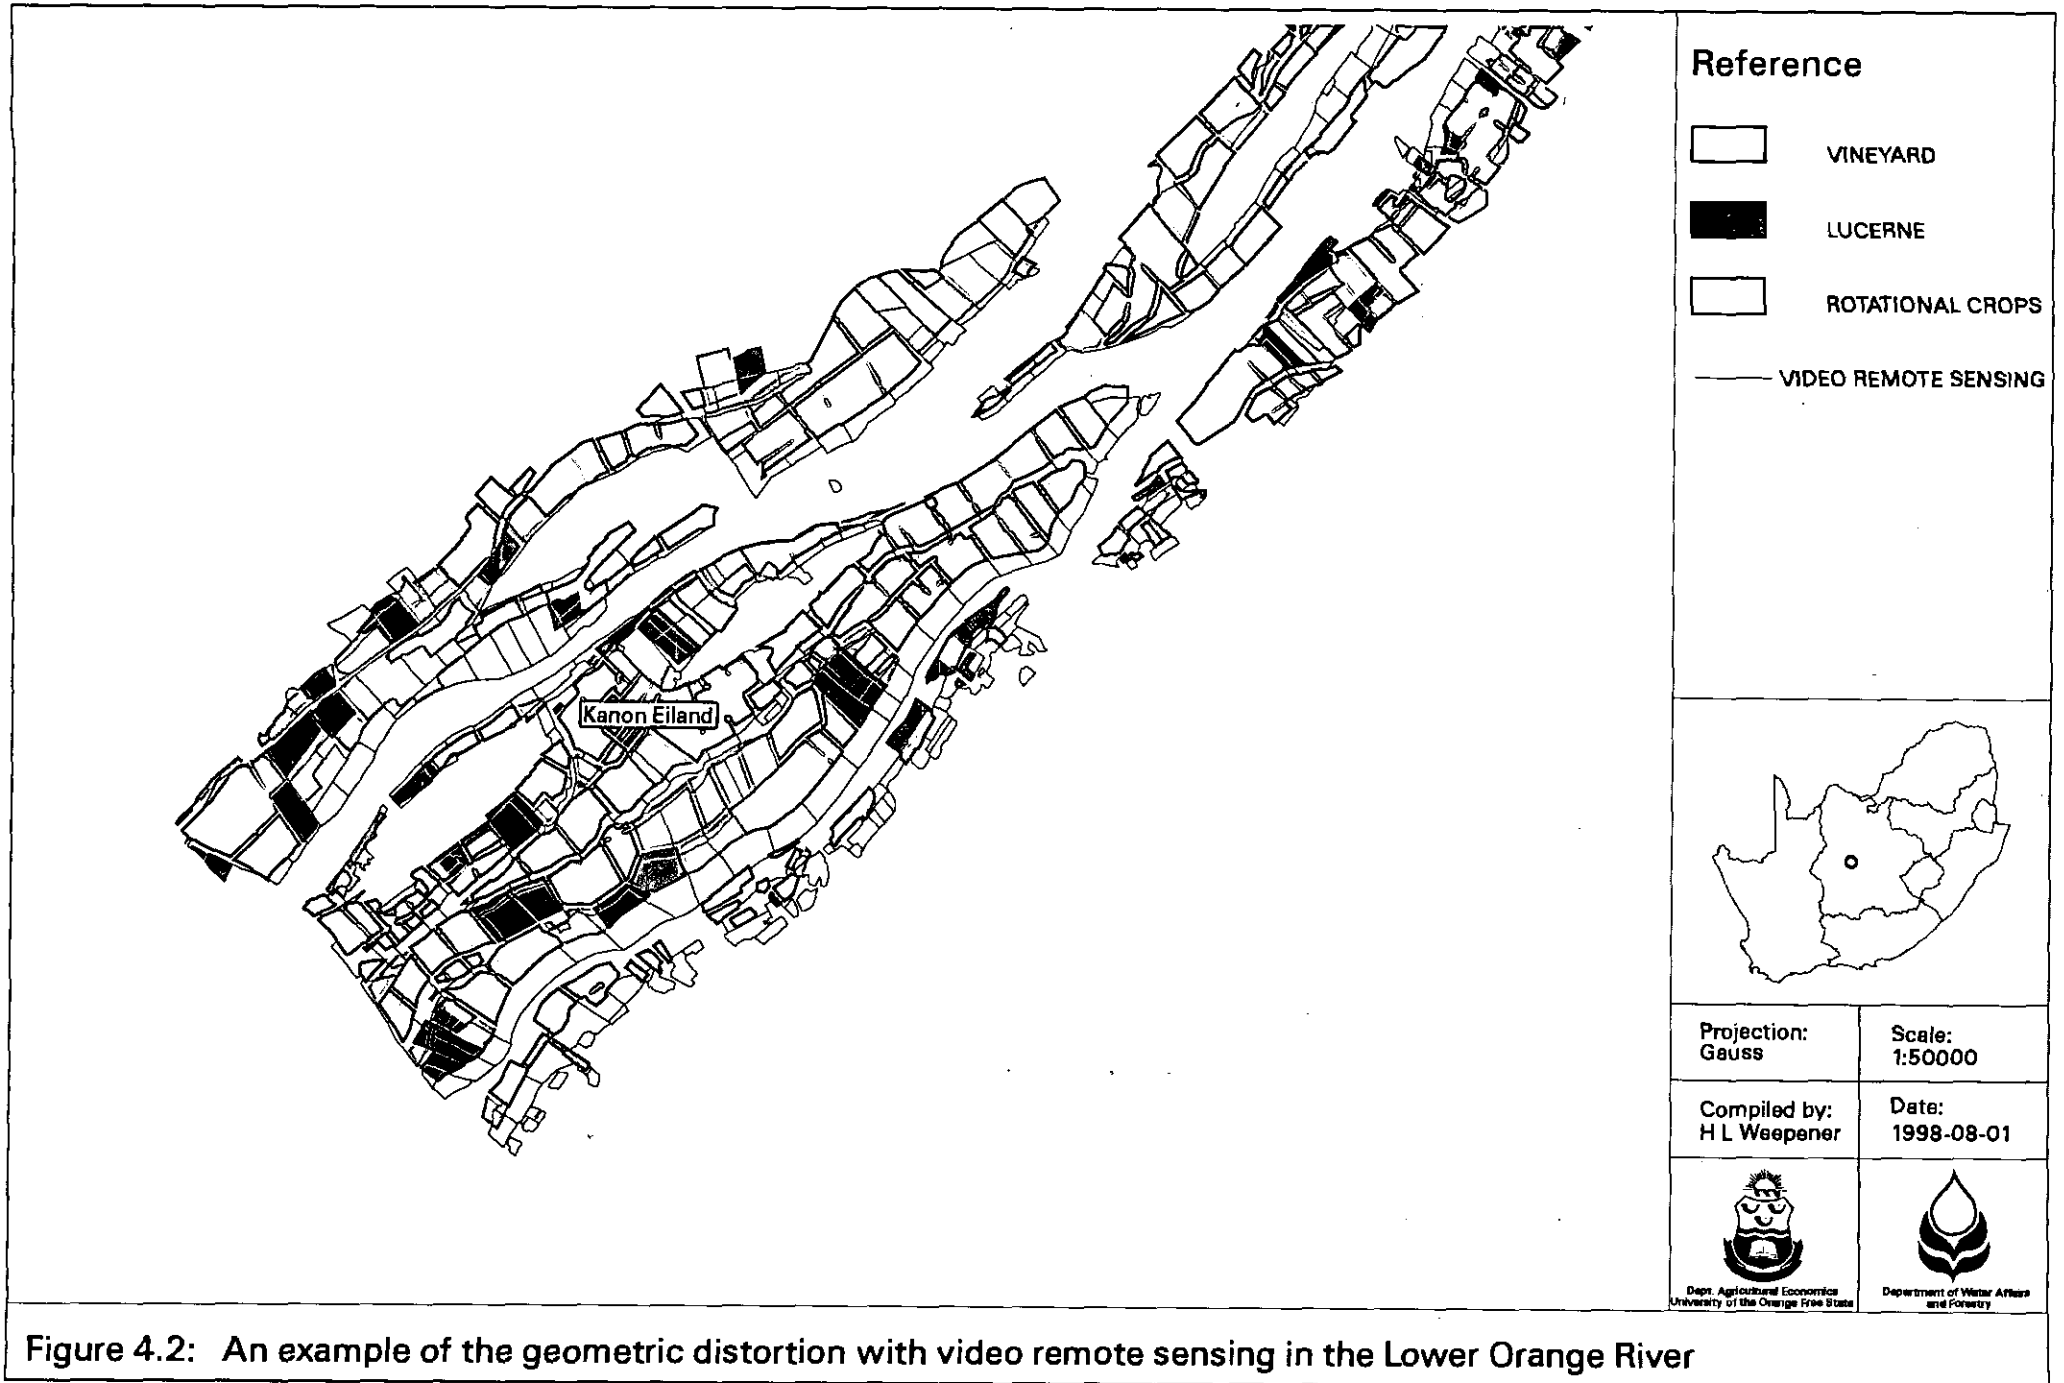 Reference
VINEYARD
LUCERNE
ROTATIONAL CROPS
VIDEO REMOTE SENSING
Kanon Eiland
Projection:
Gauss
Scale:
1:50000
Compiled by:
H L Weepener
Date:
1998-08-01
Dept. Agricultural Economics
University of the Orange Free State
Department of Water Affairs
and Forestry
Figure 4.2: An example of the geometric distortion with video remote sensing in the Lower Orange River